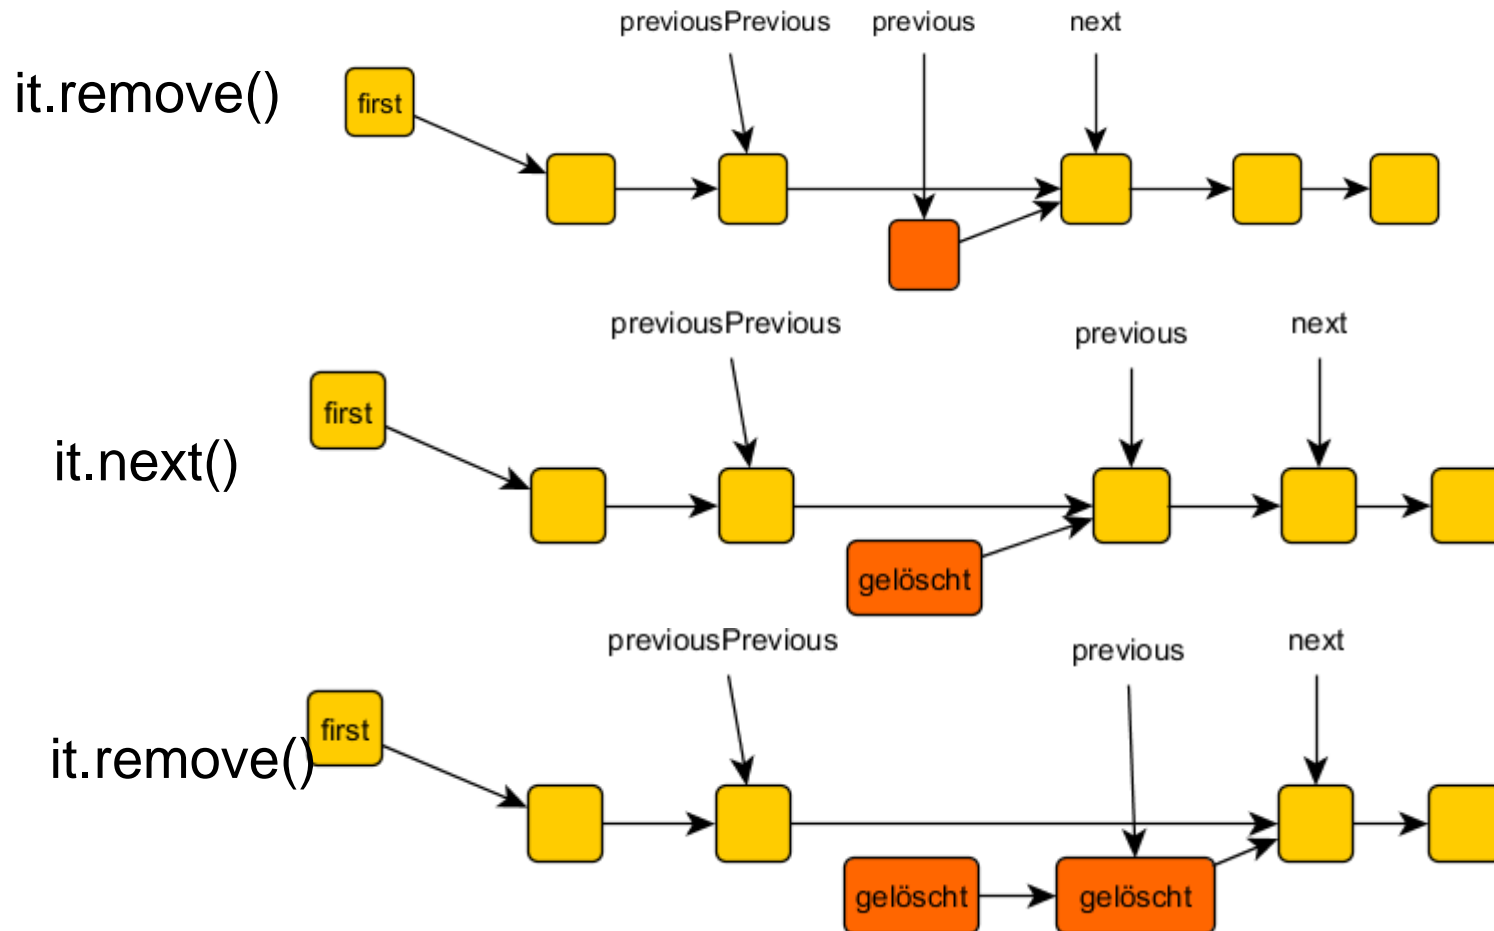 previousPrevious previous next
it.remove()
first
previousPrevious previous next
first
it.next()
gelöscht
previousPrevious previous next
first
it.remove()
gelöscht gelöscht